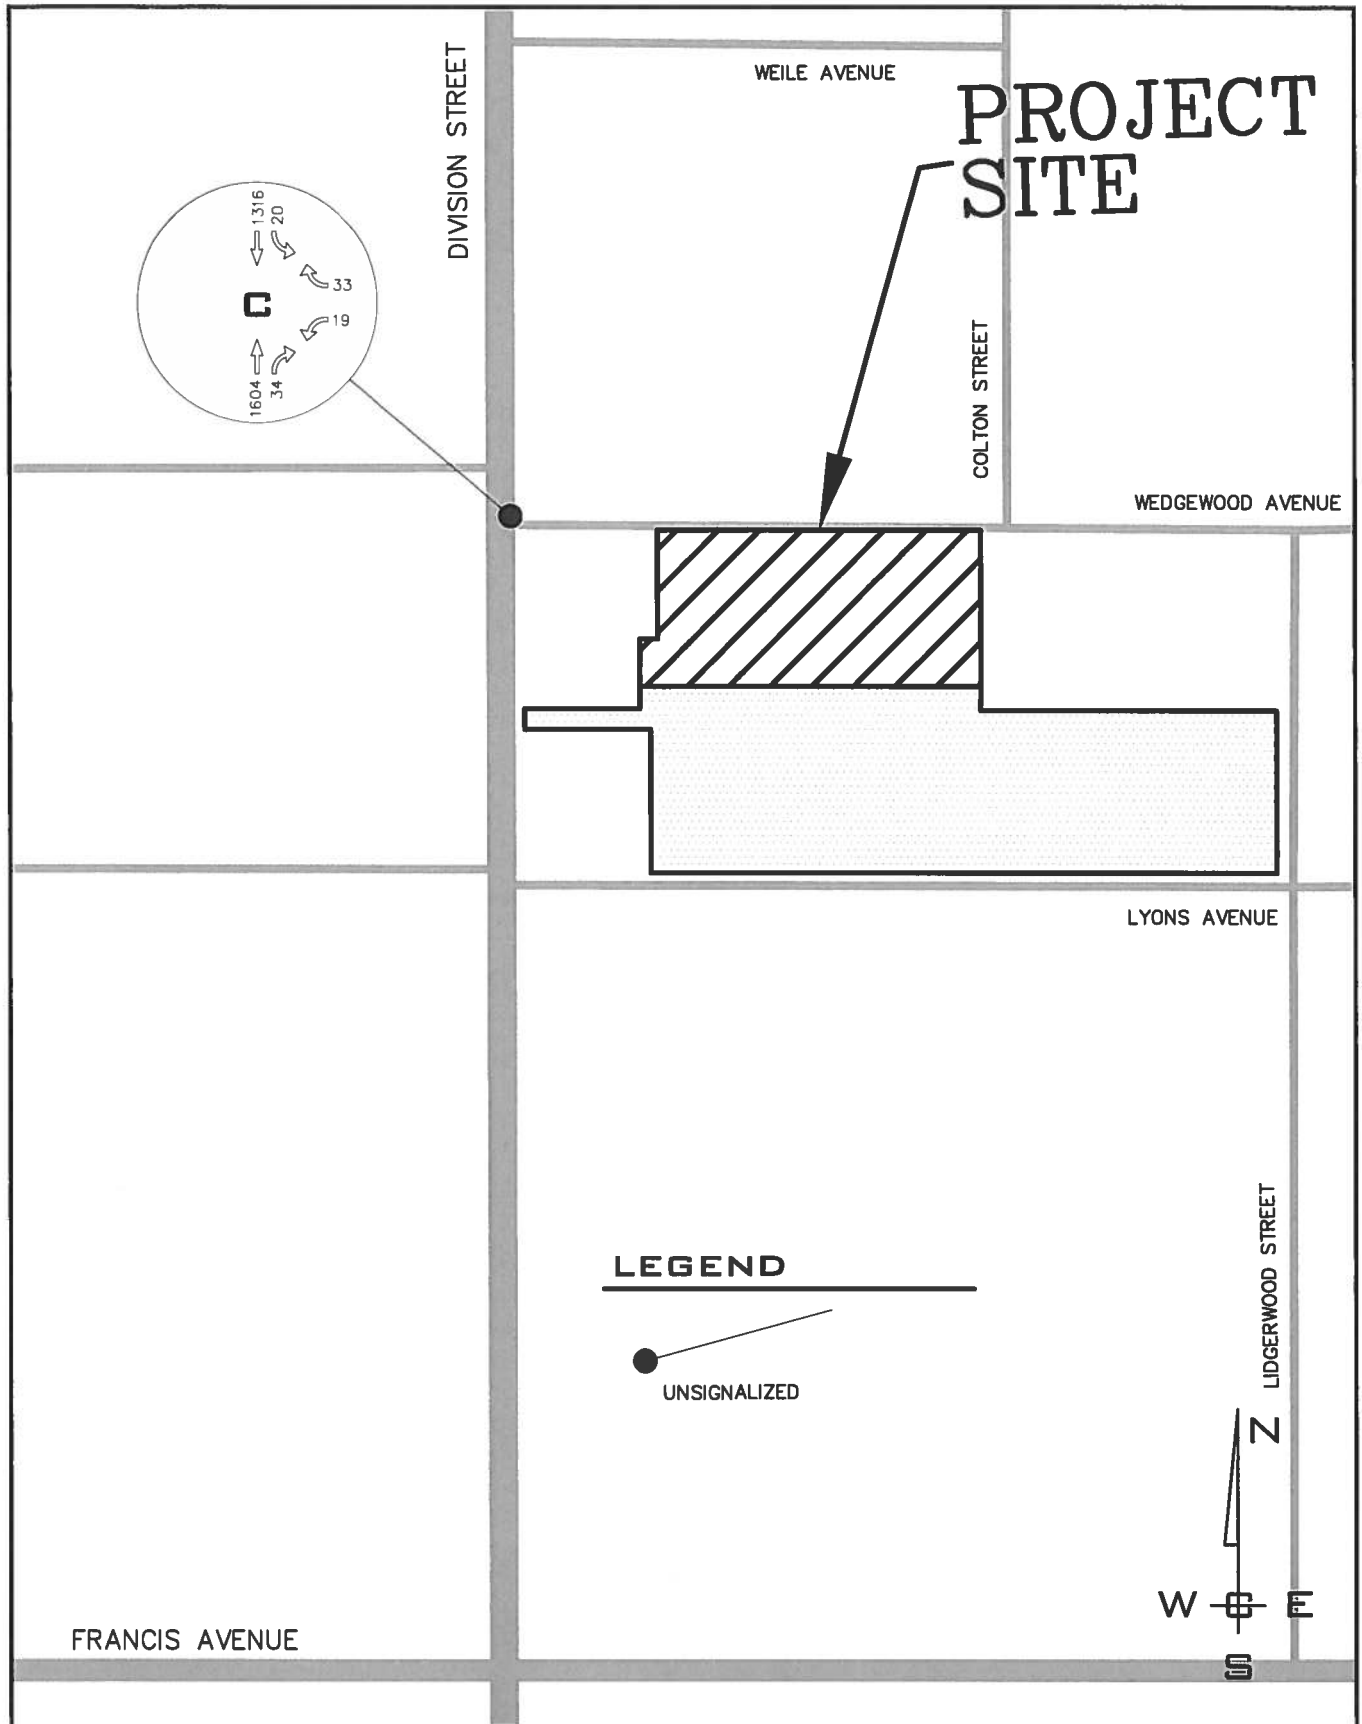 WEILE AVENUE
DIVISION STREET
PROJECT
SITE
1316
20
33
C
19
1604
34
COLTON STREET
WEDGEWOOD AVENUE
LYONS AVENUE
LIDGERWOOD STREET
LEGEND
UNSIGNALIZED
N
W C E
S
FRANCIS AVENUE